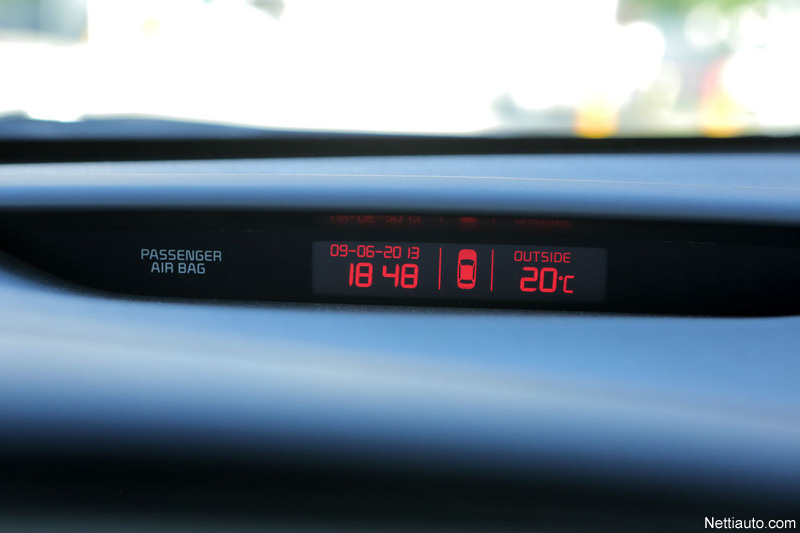 PASSENGER
AIR BAG
09-06-2013
18 48
OUTSIDE
20°C
Nettiauto.com